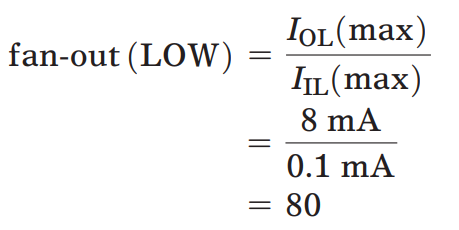 fan-out (LOW) = I_OL(max) / I_IL(max)
= 8 mA / 0.1 mA
= 80